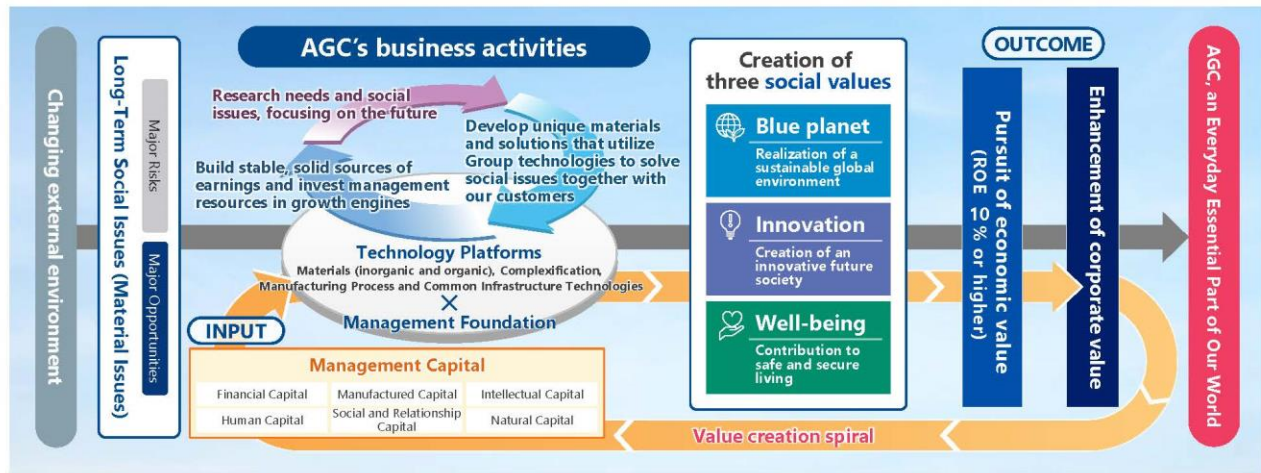 Changing external environment
Long-Term Social Issues (Material Issues)
Major Risks
Major Opportunities
AGC's business activities
Research needs and social
issues, focusing on the future
Develop unique materials
and solutions that utilize
Group technologies to solve
social issues together with
our customers
Build stable, solid sources of
earnings and invest management
resources in growth engines
Technology Platforms
Materials (inorganic and organic), Complexification,
Manufacturing Process and Common Infrastructure Technologies
×
Management Foundation
INPUT
Management Capital
Financial Capital
Manufactured Capital
Intellectual Capital
Human Capital
Social and Relationship
Capital
Natural Capital
Creation of
three social values
Blue planet
Realization of a
sustainable global
environment
Innovation
Creation of an
innovative future
society
Well-being
Contribution to
safe and secure
living
Value creation spiral
OUTCOME
Pursuit of economic value
(ROE 10% or higher)
Enhancement of corporate value
AGC, an Everyday Essential Part of Our World